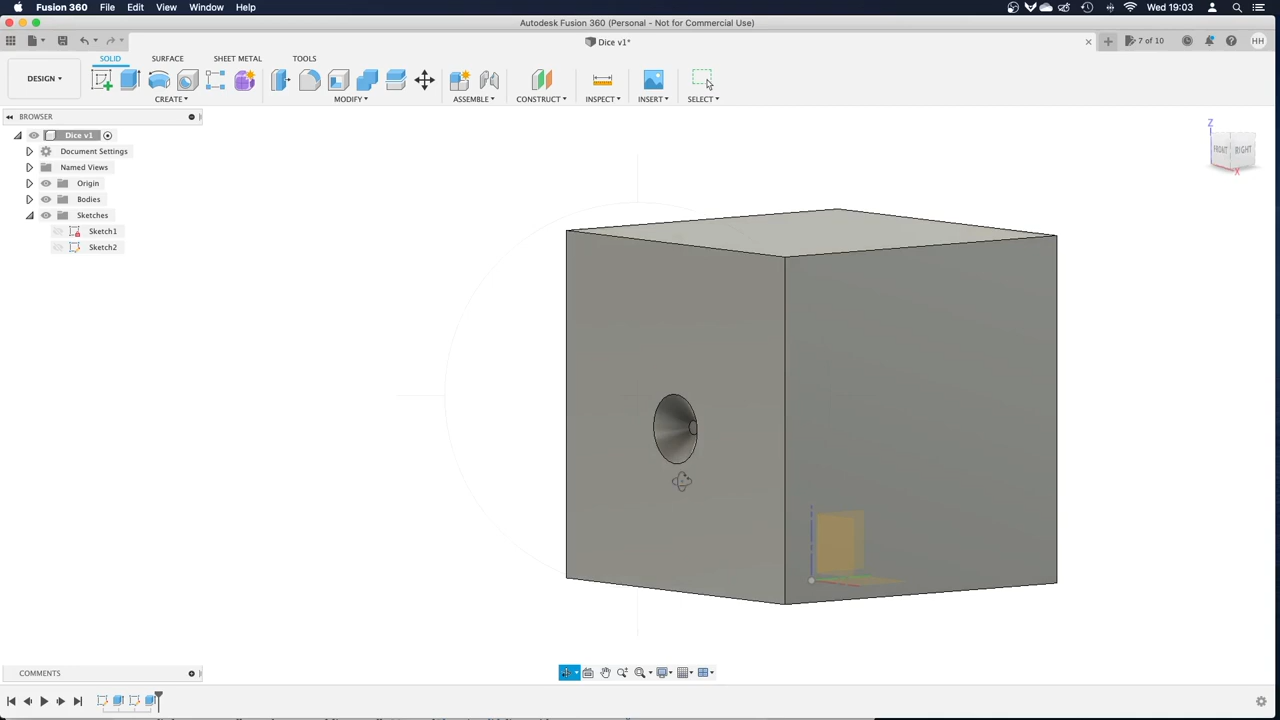 Fusion 360 File Edit View Window Help Wed 19:03
Autodesk Fusion 360 (Personal - Not for Commercial Use)
Dice v1* 7 of 10 HH
SOLID SURFACE SHEET METAL TOOLS
DESIGN
CREATE MODIFY ASSEMBLE CONSTRUCT INSPECT INSERT SELECT
BROWSER
Dice v1
Document Settings
Named Views
Origin
Bodies
Sketches
Sketch1
Sketch2
Z
FRONT RIGHT
X
COMMENTS